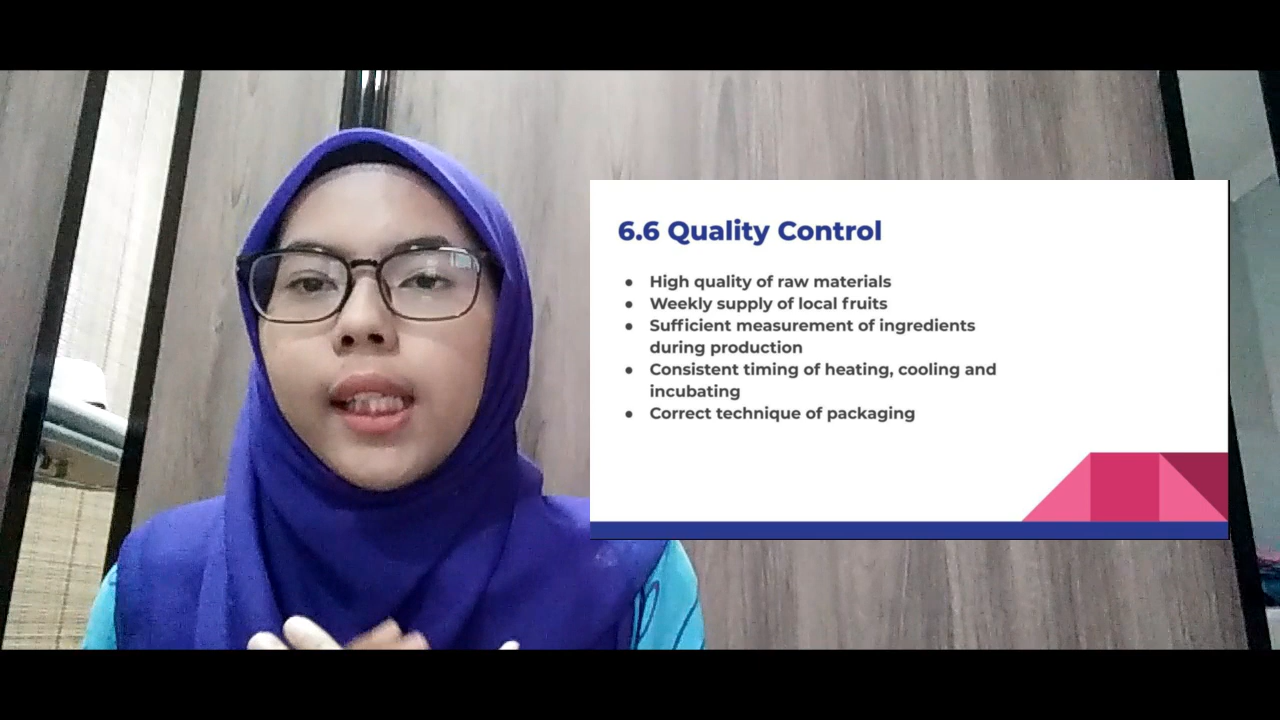 6.6 Quality Control
● High quality of raw materials
● Weekly supply of local fruits
● Sufficient measurement of ingredients
during production
● Consistent timing of heating, cooling and
incubating
● Correct technique of packaging